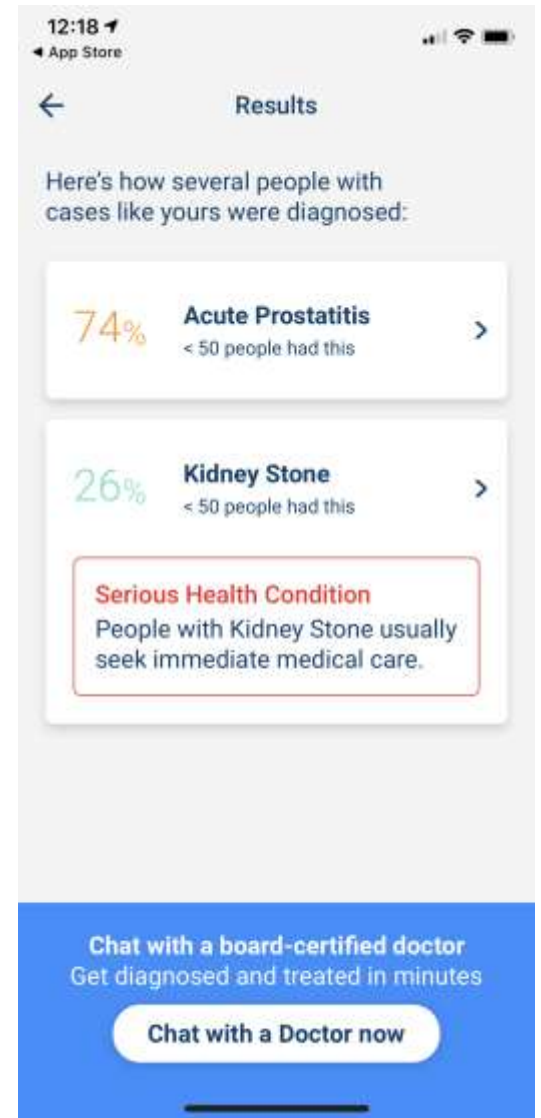 12:18
App Store
Results
Here's how several people with
cases like yours were diagnosed:
74%
Acute Prostatitis
< 50 people had this
26%
Kidney Stone
< 50 people had this
Serious Health Condition
People with Kidney Stone usually
seek immediate medical care.
Chat with a board-certified doctor
Get diagnosed and treated in minutes
Chat with a Doctor now